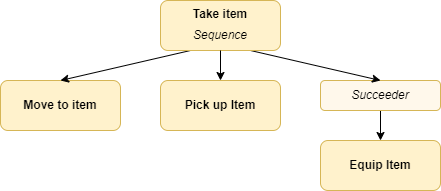 Take item
Sequence
Move to item
Pick up Item
Succeeder
Equip Item